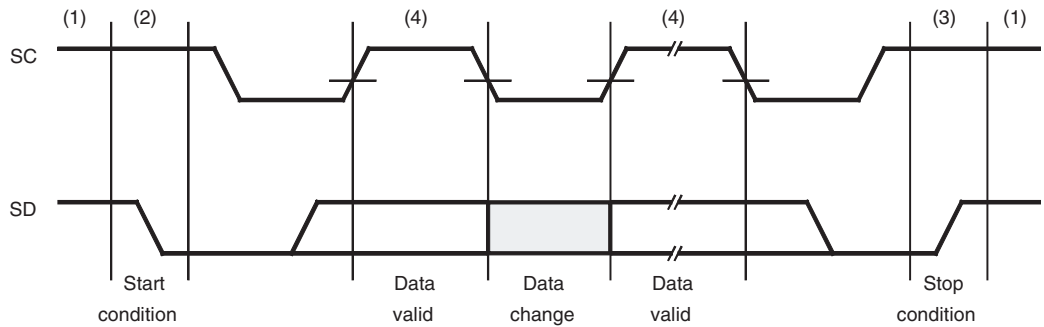 (1) (2) (4) (4) (3) (1)
SC
SD
Start Data Data Data Stop
condition valid change valid condition